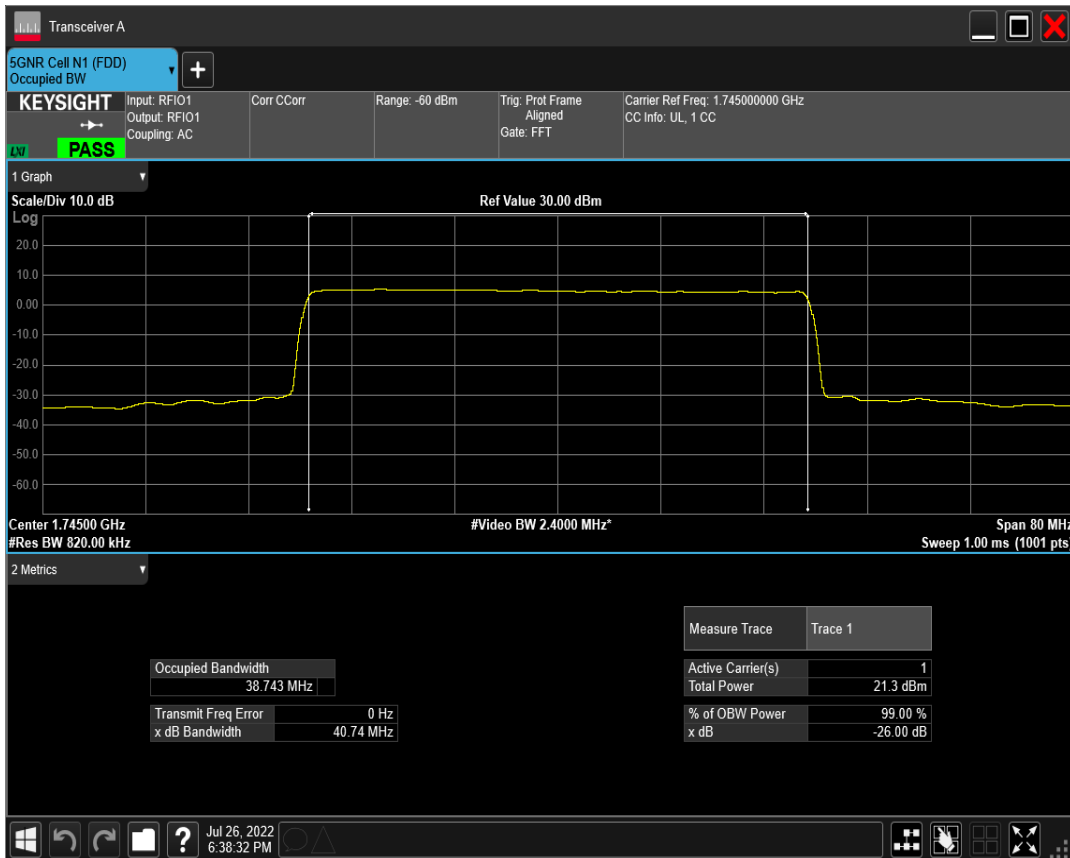 Transceiver A
5GNR Cell N1 (FDD)
Occupied BW
+
KEYSIGHT
LXI
PASS
Input: RFIO1
Output: RFIO1
Coupling: AC
Corr CCorr
Range: -60 dBm
Trig: Prot Frame
Aligned
Gate: FFT
Carrier Ref Freq: 1.745000000 GHz
CC Info: UL, 1 CC
1 Graph
Scale/Div 10.0 dB
Ref Value 30.00 dBm
Log
20.0
10.0
0.00
-10.0
-20.0
-30.0
-40.0
-50.0
-60.0
Center 1.74500 GHz
#Video BW 2.4000 MHz*
Span 80 MHz
#Res BW 820.00 kHz
Sweep 1.00 ms (1001 pts)
2 Metrics
Measure Trace Trace 1
Occupied Bandwidth
38.743 MHz
Active Carrier(s) 1
Total Power 21.3 dBm
Transmit Freq Error 0 Hz
x dB Bandwidth 40.74 MHz
% of OBW Power 99.00 %
x dB -26.00 dB
?
Jul 26, 2022
6:38:32 PM